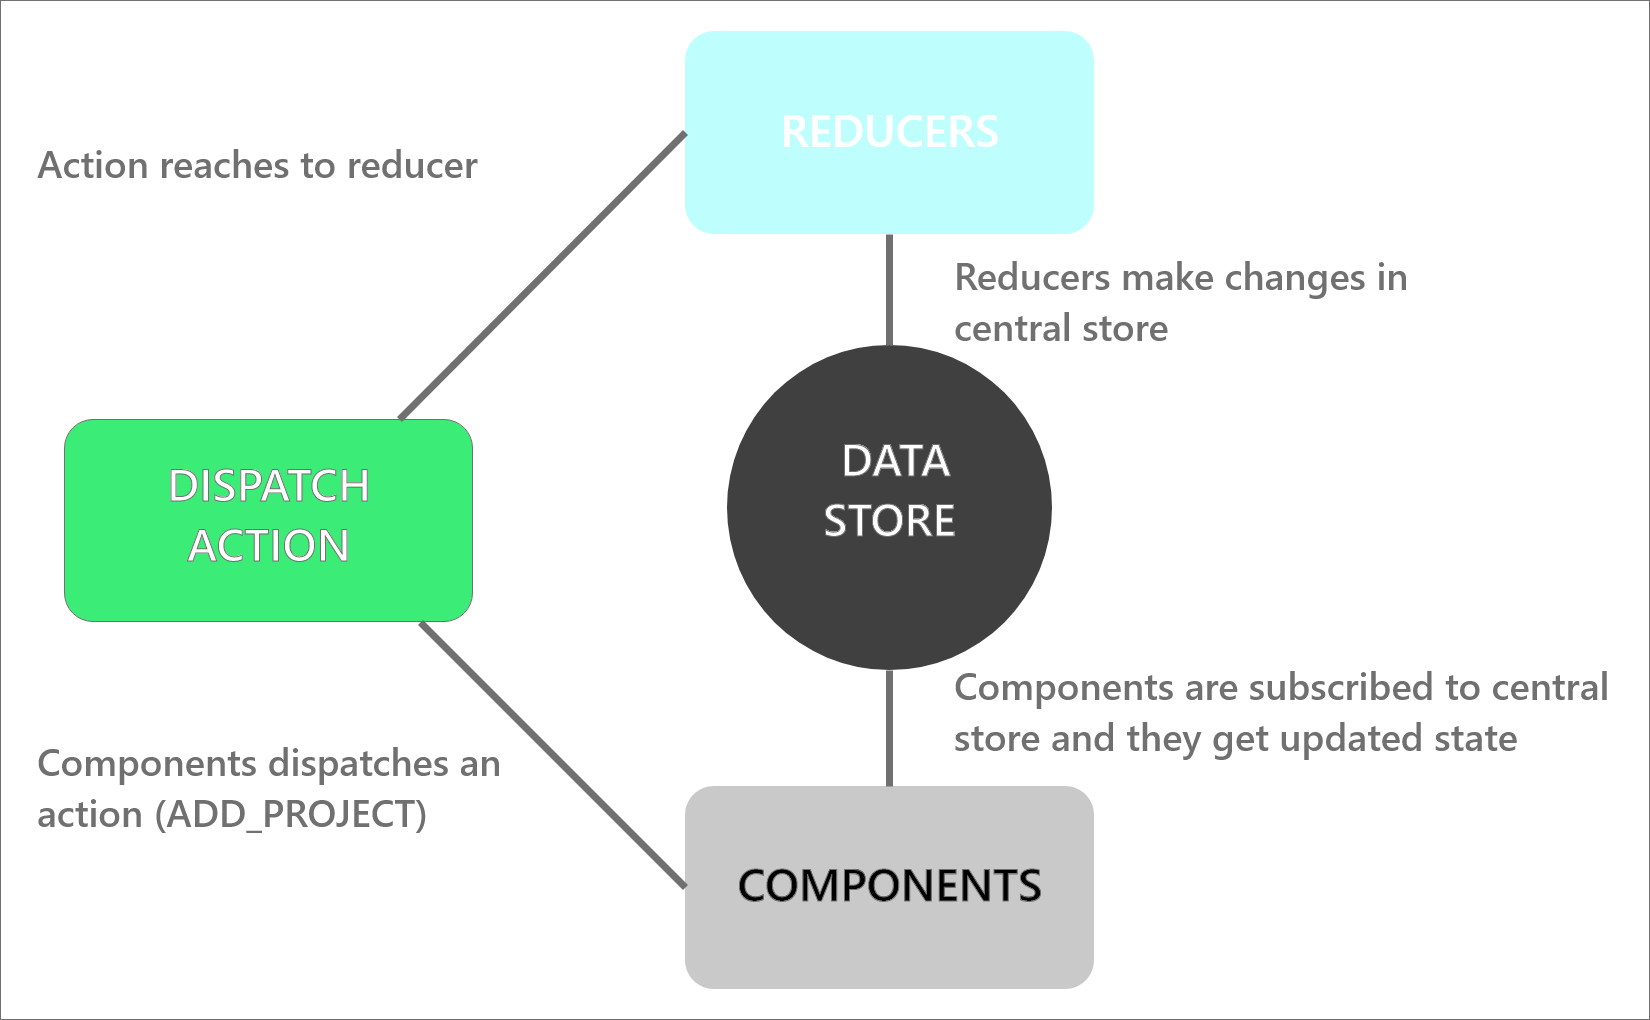 REDUCERS
Action reaches to reducer
Reducers make changes in
central store
DISPATCH
ACTION
DATA
STORE
Components are subscribed to central
store and they get updated state
Components dispatches an
action (ADD_PROJECT)
COMPONENTS